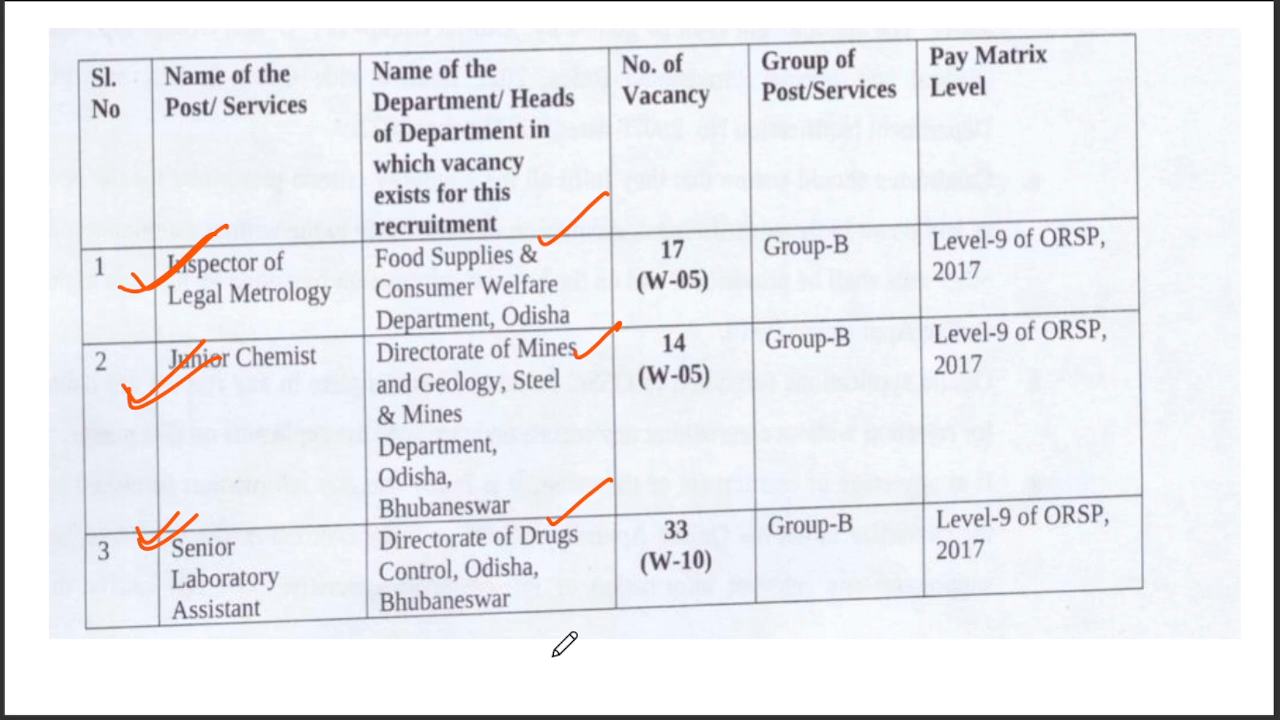 Sl.
No
Name of the
Post/ Services
Name of the
Department/ Heads
of Department in
which vacancy
exists for this
recruitment
No. of
Vacancy
Group of
Post/Services
Pay Matrix
Level
1
Inspector of
Legal Metrology
Food Supplies &
Consumer Welfare
Department, Odisha
17
(W-05)
Group-B
Level-9 of ORSP,
2017
2
Junior Chemist
Directorate of Mines
and Geology, Steel
& Mines
Department,
Odisha,
Bhubaneswar
14
(W-05)
Group-B
Level-9 of ORSP,
2017
3
Senior
Laboratory
Assistant
Directorate of Drugs
Control, Odisha,
Bhubaneswar
33
(W-10)
Group-B
Level-9 of ORSP,
2017